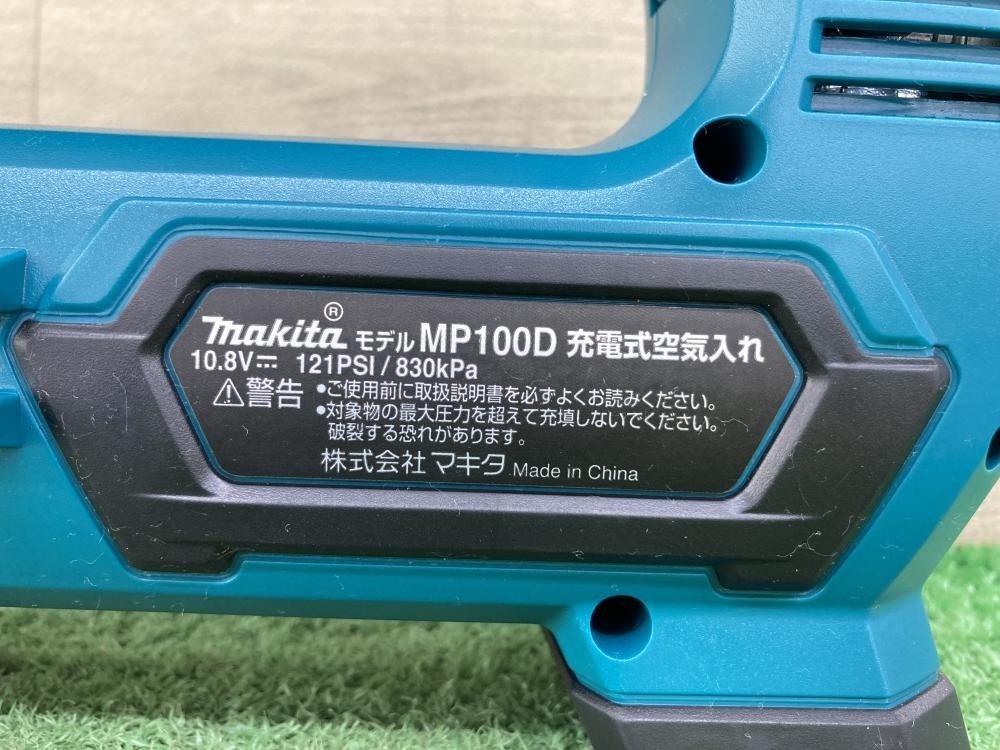 makita® モデル MP100D 充電式空気入れ
10.8V⎓ 121PSI/830kPa
⚠警告 •ご使用前に取扱説明書を必ずよくお読みください。
•対象物の最大圧力を超えて充填しないでください。
破裂する恐れがあります。
株式会社 マキタ Made in China